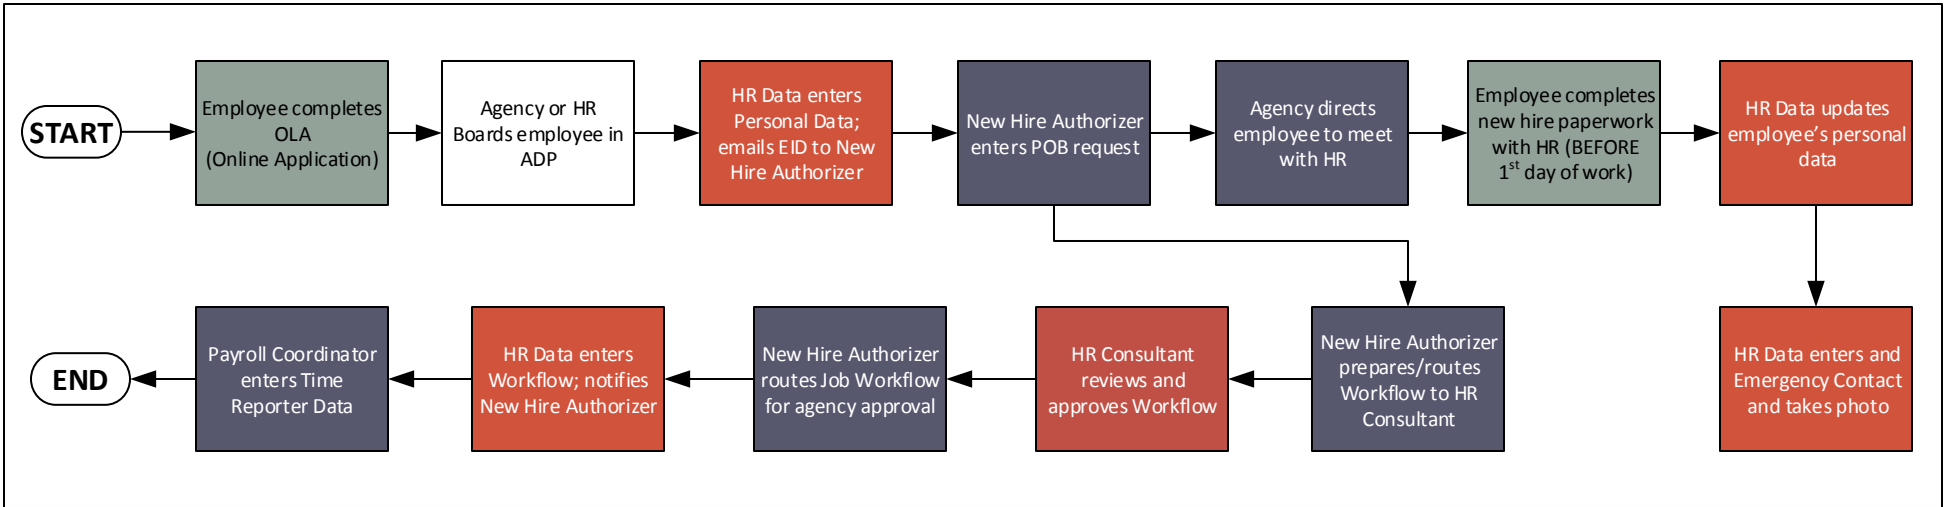 START
Employee completes
OLA
(Online Application)
Agency or HR
Boards employee in
ADP
HR Data enters
Personal Data;
emails EID to New
Hire Authorizer
New Hire Authorizer
enters POB request
Agency directs
employee to meet
with HR
Employee completes
new hire paperwork
with HR (BEFORE
1st day of work)
HR Data updates
employee's personal
data
END
Payroll Coordinator
enters Time
Reporter Data
HR Data enters
Workflow; notifies
New Hire Authorizer
New Hire Authorizer
routes Job Workflow
for agency approval
HR Consultant
reviews and
approves Workflow
New Hire Authorizer
prepares/routes
Workflow to HR
Consultant
HR Data enters and
Emergency Contact
and takes photo